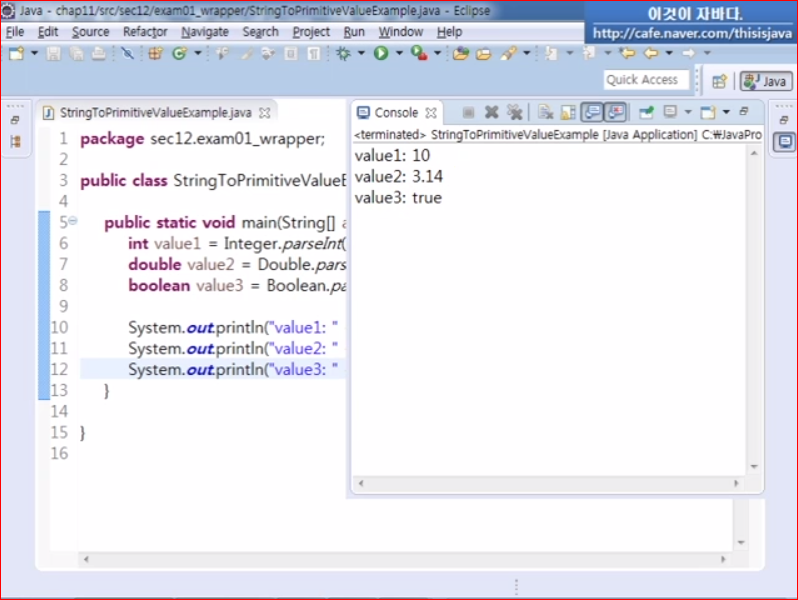 Java - chap11/src/sec12/exam01_wrapper/StringToPrimitiveValueExample.java - Eclipse
이것이 자바다.
http://cafe.naver.com/thisisjava
File Edit Source Refactor Navigate Search Project Run Window Help
Quick Access
Java
StringToPrimitiveValueExample.java
Console
<terminated> StringToPrimitiveValueExample [Java Application] C:₩JavaPro
value1: 10
value2: 3.14
value3: true
1 package sec12.exam01_wrapper;
2
3 public class StringToPrimitiveValueE
4
5 public static void main(String[] a
6 int value1 = Integer.parseInt(
7 double value2 = Double.pars
8 boolean value3 = Boolean.pa
9
10 System.out.println("value1: "
11 System.out.println("value2: "
12 System.out.println("value3: "
13 }
14
15 }
16